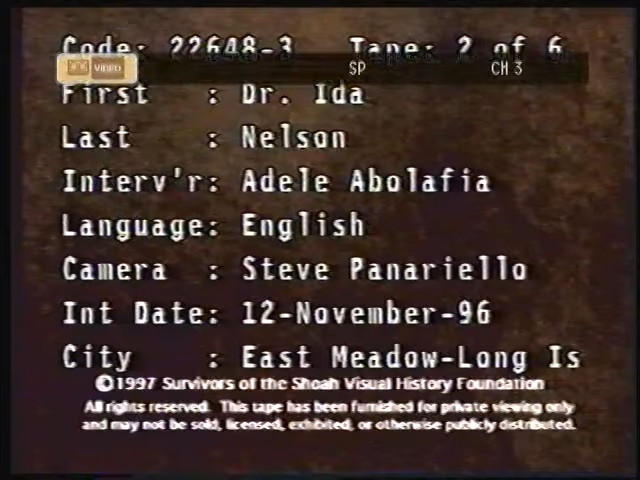 Code: 22648-3 Tape: 2 of 6
VIDEO SP CH 3
First : Dr. Ida
Last : Nelson
Interv'r: Adele Abolafia
Language: English
Camera : Steve Panariello
Int Date: 12-November-96
City : East Meadow-Long Is
©1997 Survivors of the Shoah Visual History Foundation
All rights reserved. This tape has been furnished for private viewing only
and may not be sold, licensed, exhibited, or otherwise publicly distributed.